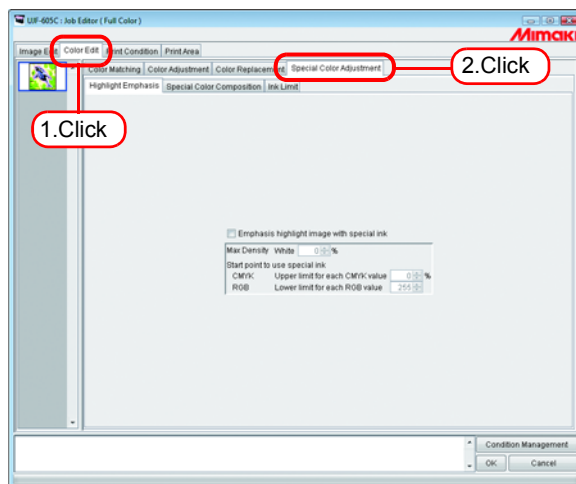 UJF-605C : Job Editor ( Full Color )
Mimaki
Image Edit Color Edit Print Condition Print Area
Color Matching Color Adjustment Color Replacement Special Color Adjustment
2.Click
Highlight Emphasis Special Color Composition Ink Limit
1.Click
Emphasis highlight image with special ink
Max Density White 0 %
Start point to use special ink
CMYK Upper limit for each CMYK value 0 %
RGB Lower limit for each RGB value 255
Condition Management
OK Cancel